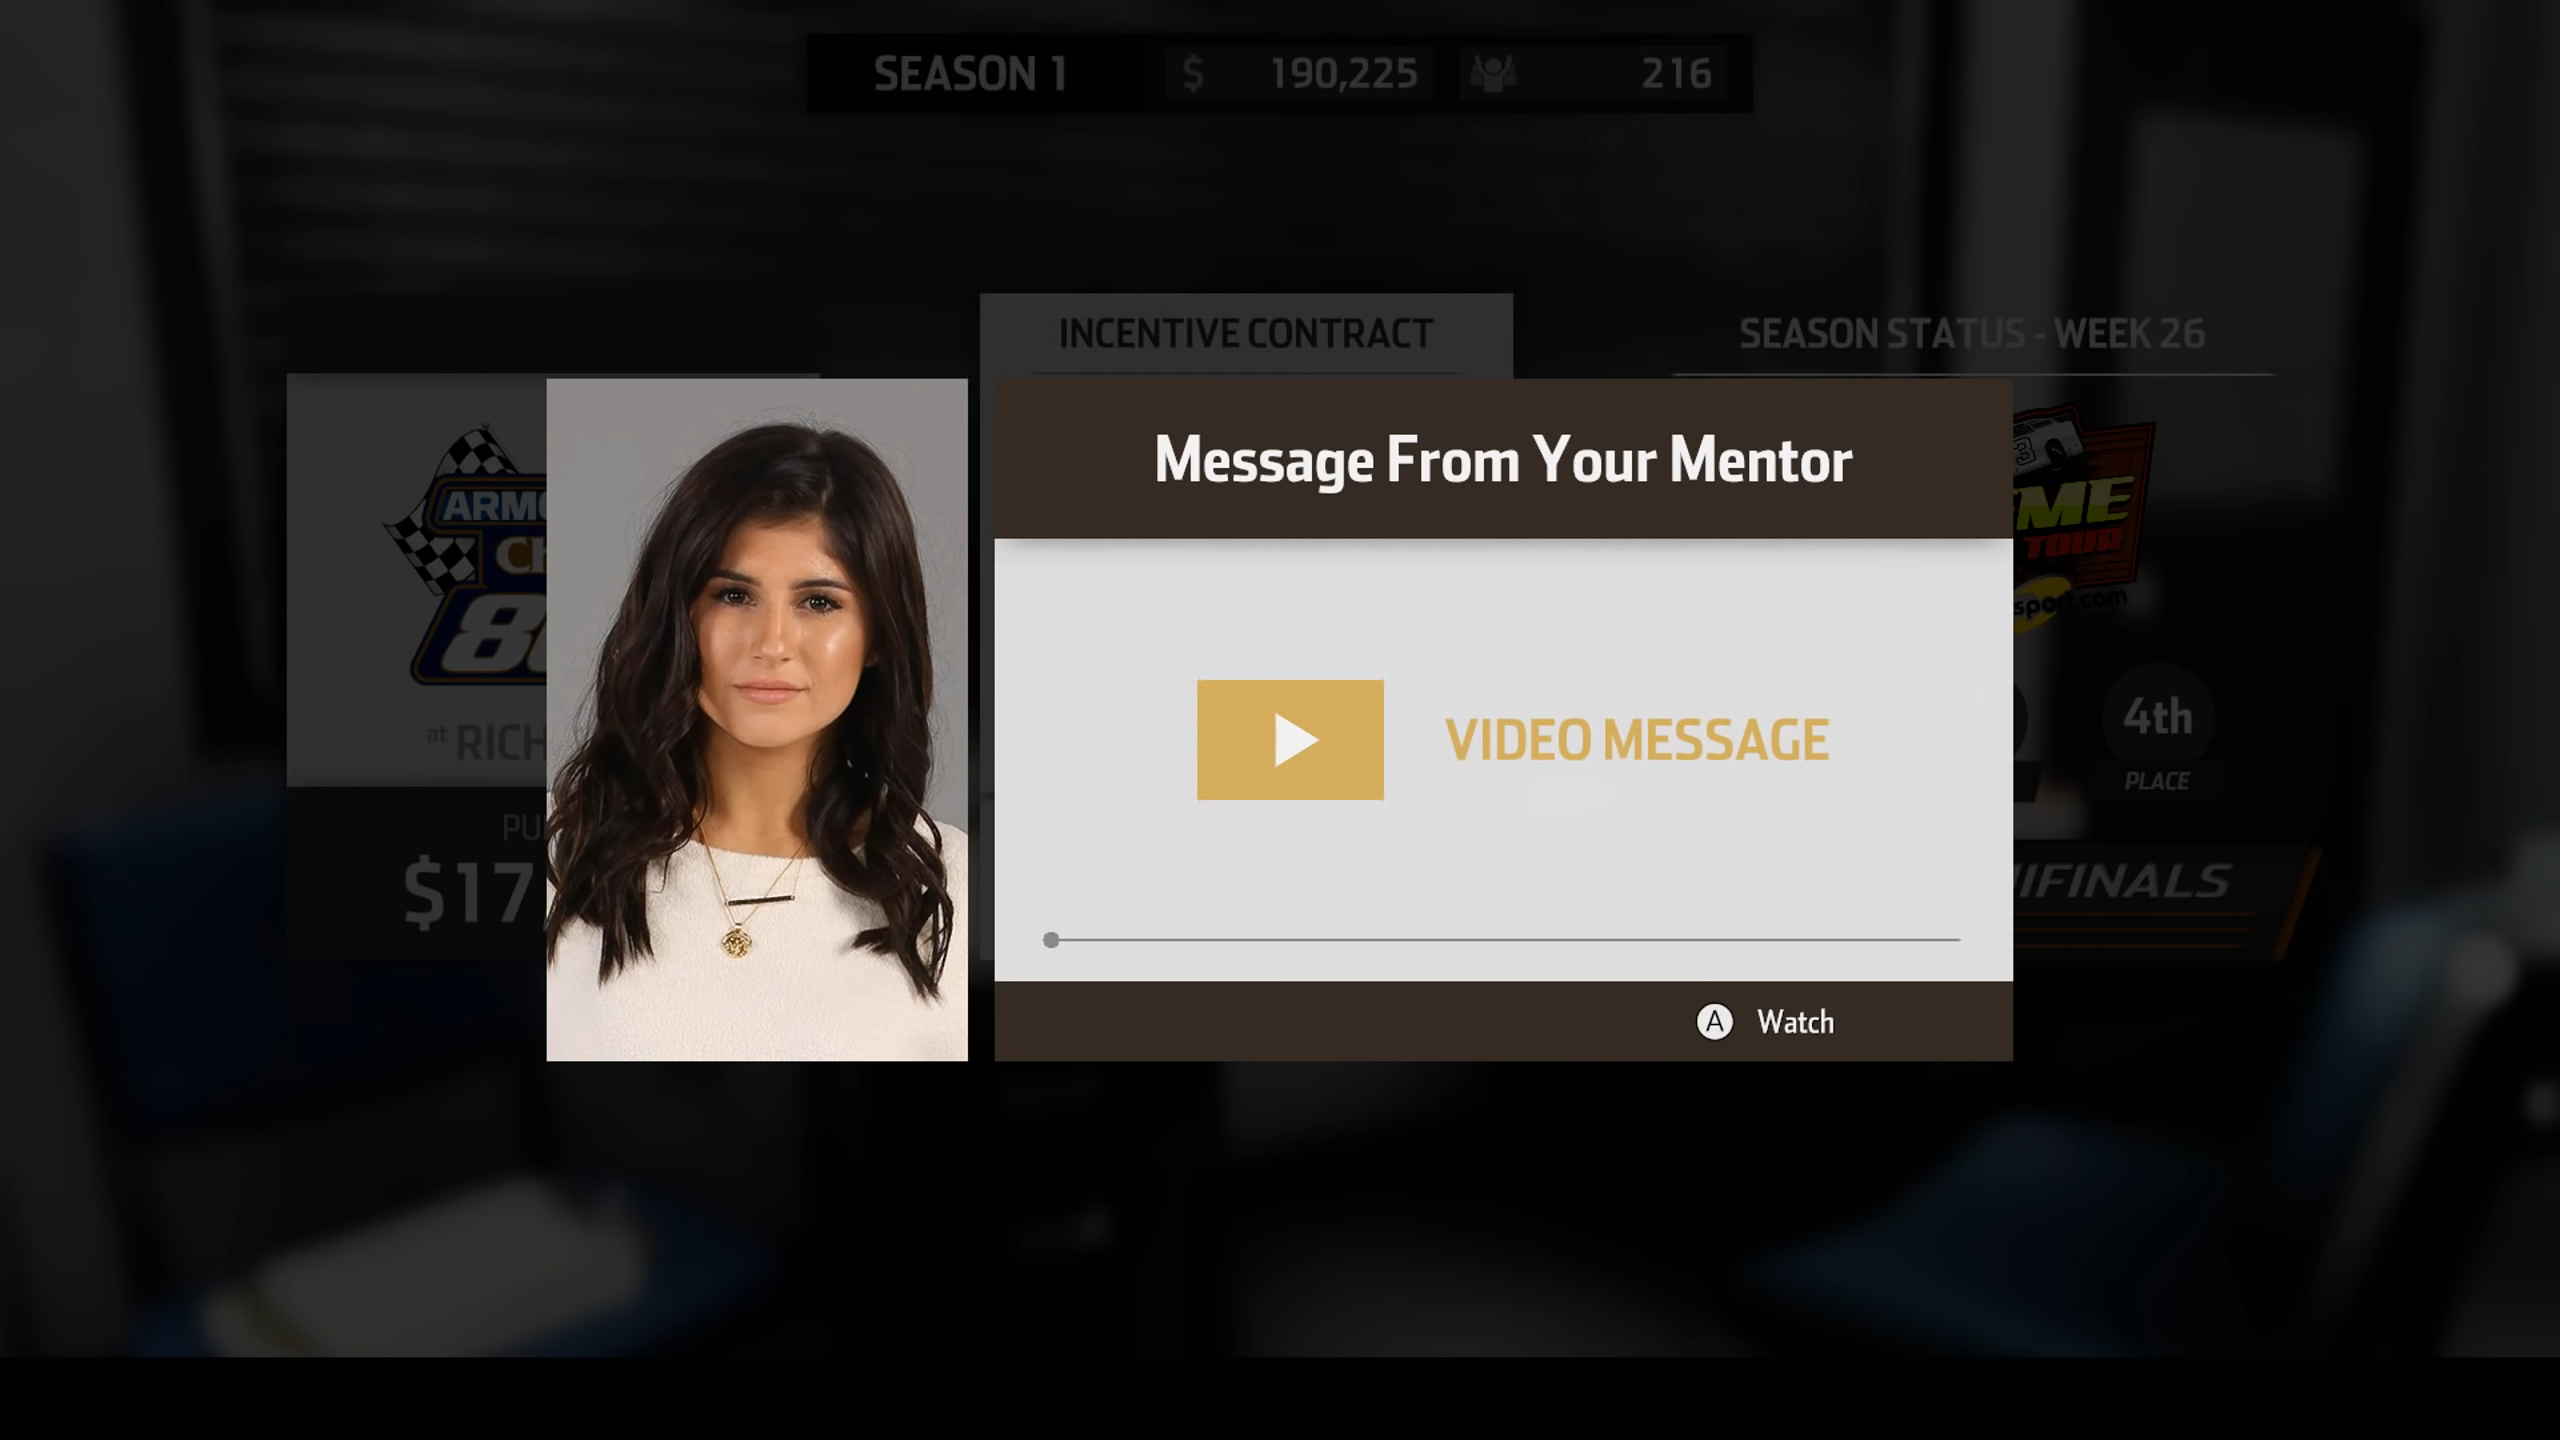 SEASON 1
$ 190,225
216
INCENTIVE CONTRACT
SEASON STATUS - WEEK 26
Message From Your Mentor
at
4th
PLACE
VIDEO MESSAGE
A Watch